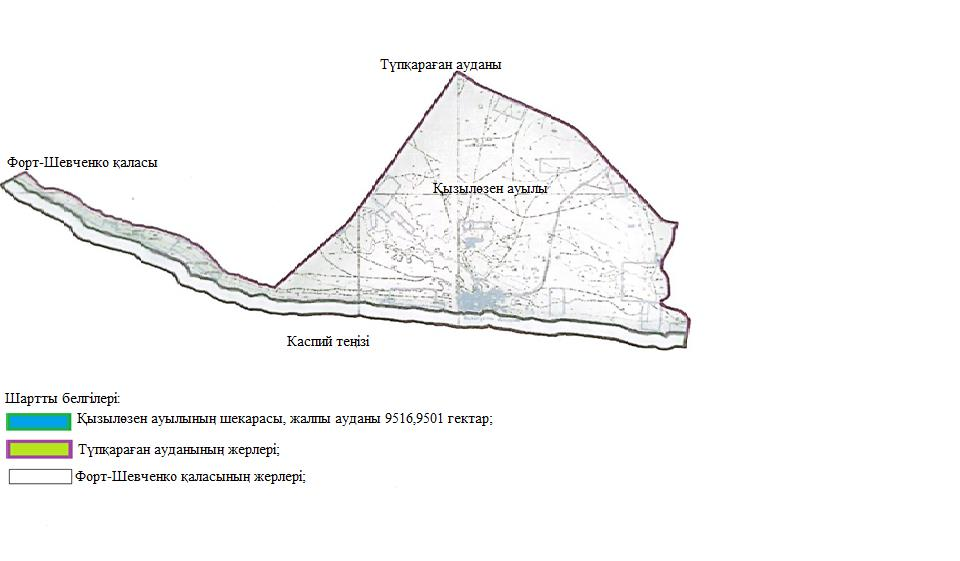 Түпқараған ауданы
Форт-Шевченко қаласы
Қызылөзен ауылы
Каспий теңізі
Шартты белгілері:
Қызылөзен ауылының шекарасы, жалпы ауданы 9516,9501 гектар;
Түпқараған ауданының жерлері;
Форт-Шевченко қаласының жерлері;